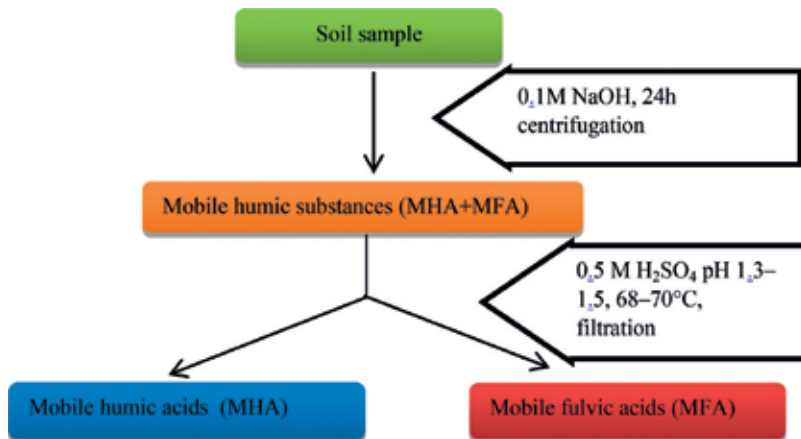 Soil sample
0.1M NaOH, 24h
centrifugation
Mobile humic substances (MHA+MFA)
0.5 M H₂SO₄ pH 1.3–
1.5, 68–70°C,
filtration
Mobile humic acids (MHA)
Mobile fulvic acids (MFA)